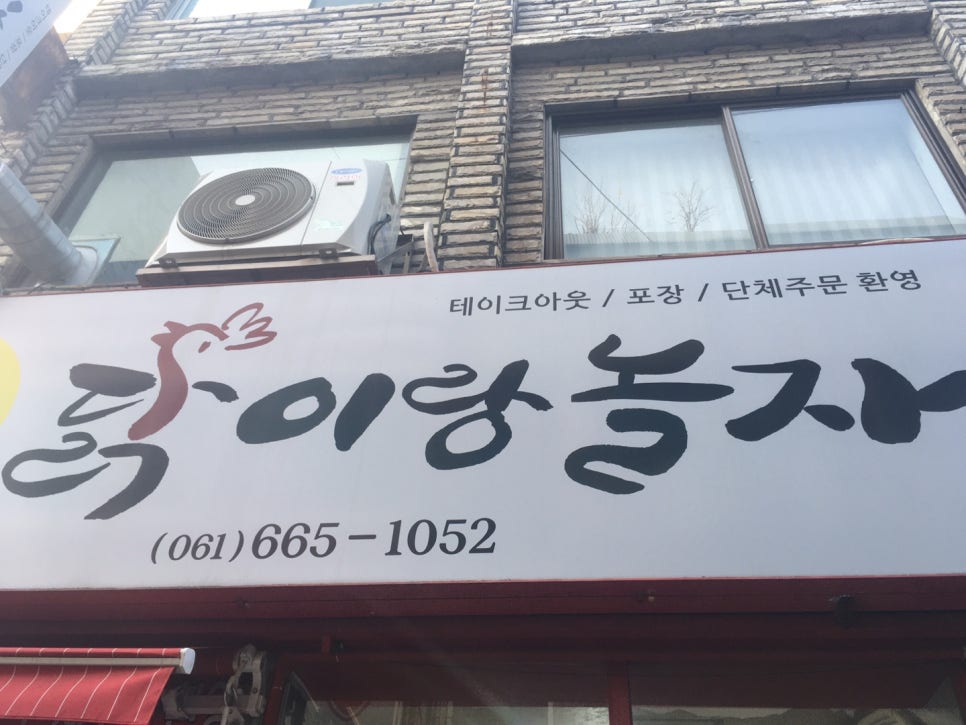 테이크아웃 / 포장 / 단체주문 환영
닭이랑놀자
(061) 665-1052